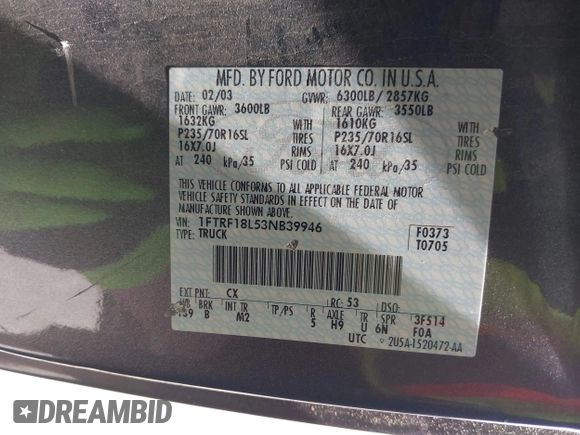 MFD. BY FORD MOTOR CO. IN U.S.A.
DATE: 02/03 GVWR: 6300LB/2857KG
FRONT GAWR: 3600LB REAR GAWR: 3550LB
1632KG 1610KG
P235/70R16SL TIRES P235/70R16SL TIRES
16X7.0J RIMS 16X7.0J RIMS
AT 240 kPa/35 PSI COLD AT 240 kPa/35 PSI COLD
THIS VEHICLE CONFORMS TO ALL APPLICABLE FEDERAL MOTOR
VEHICLE SAFETY STANDARDS IN EFFECT ON THE DATE OF
MANUFACTURE SHOWN ABOVE.
VIN: 1FTRF18L53NB39946 F0373
TYPE: TRUCK T0705
EXT PNT: CX RC: 53 DSO:
WB BRK INT TR TP/PS R AXLE TR SPR 3F514
139 B M2 5 H9 U 6N F0A
UTC 2U5A-1520472-AA
DREAMBID